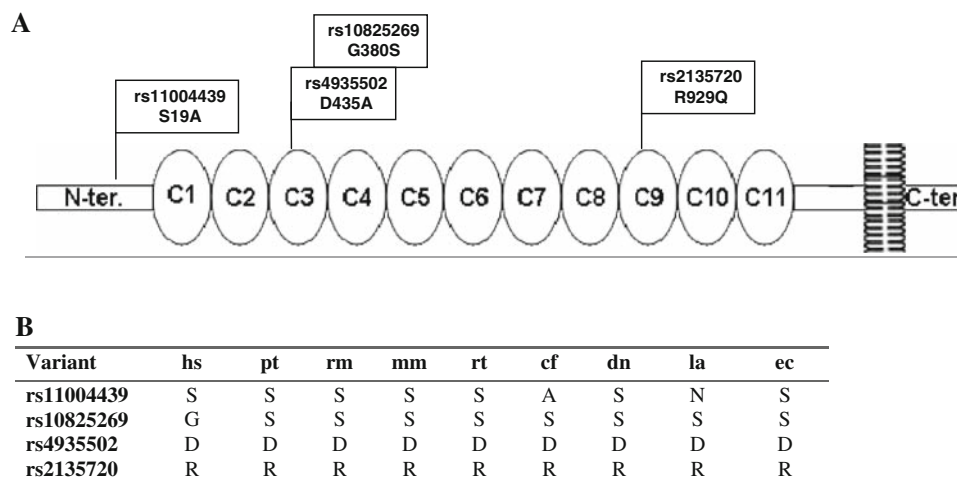 A
rs10825269
G380S
rs11004439
S19A
rs4935502
D435A
rs2135720
R929Q
N-ter. C1 C2 C3 C4 C5 C6 C7 C8 C9 C10 C11 C-ter
B
Variant hs pt rm mm rt cf dn la ec
rs11004439 S S S S S A S N S
rs10825269 G S S S S S S S S
rs4935502 D D D D D D D D D
rs2135720 R R R R R R R R R